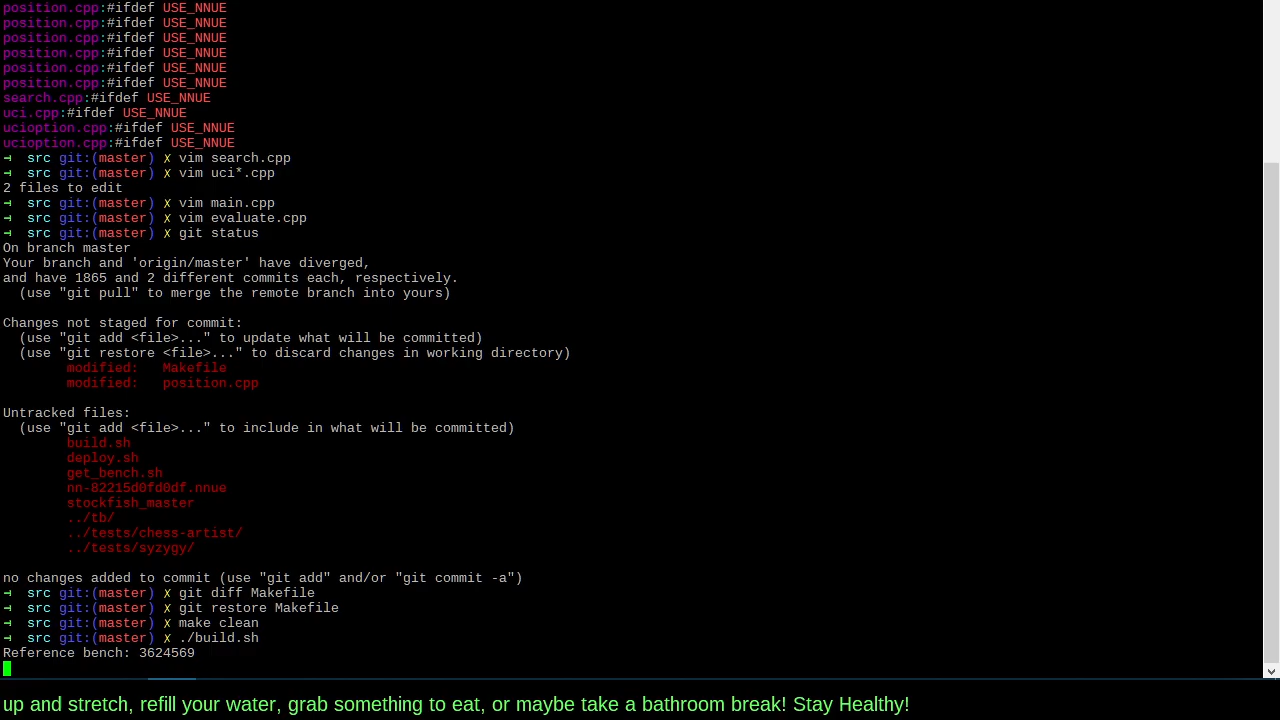 position.cpp:#ifdef USE_NNUE
position.cpp:#ifdef USE_NNUE
position.cpp:#ifdef USE_NNUE
position.cpp:#ifdef USE_NNUE
position.cpp:#ifdef USE_NNUE
position.cpp:#ifdef USE_NNUE
search.cpp:#ifdef USE_NNUE
uci.cpp:#ifdef USE_NNUE
ucioption.cpp:#ifdef USE_NNUE
ucioption.cpp:#ifdef USE_NNUE
→ src git:(master) ✗ vim search.cpp
→ src git:(master) ✗ vim uci*.cpp
2 files to edit
→ src git:(master) ✗ vim main.cpp
→ src git:(master) ✗ vim evaluate.cpp
→ src git:(master) ✗ git status
On branch master
Your branch and 'origin/master' have diverged,
and have 1865 and 2 different commits each, respectively.
  (use "git pull" to merge the remote branch into yours)

Changes not staged for commit:
  (use "git add <file>..." to update what will be committed)
  (use "git restore <file>..." to discard changes in working directory)
        modified:   Makefile
        modified:   position.cpp

Untracked files:
  (use "git add <file>..." to include in what will be committed)
        build.sh
        deploy.sh
        get_bench.sh
        nn-82215d0fd0df.nnue
        stockfish_master
        ../tb/
        ../tests/chess-artist/
        ../tests/syzygy/

no changes added to commit (use "git add" and/or "git commit -a")
→ src git:(master) ✗ git diff Makefile
→ src git:(master) ✗ git restore Makefile
→ src git:(master) ✗ make clean
→ src git:(master) ✗ ./build.sh
Reference bench: 3624569
up and stretch, refill your water, grab something to eat, or maybe take a bathroom break! Stay Healthy!